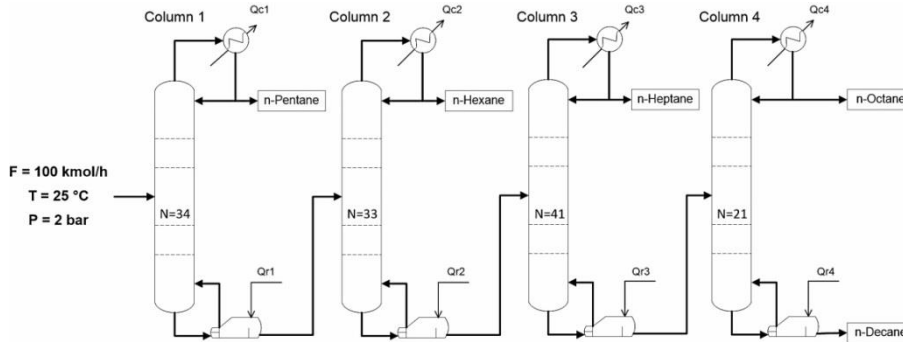 Column 1
Qc1
Column 2
Qc2
Column 3
Qc3
Column 4
Qc4
n-Pentane
n-Hexane
n-Heptane
n-Octane
F = 100 kmol/h
T = 25 °C
P = 2 bar
N=34
N=33
N=41
N=21
Qr1
Qr2
Qr3
Qr4
n-Decane